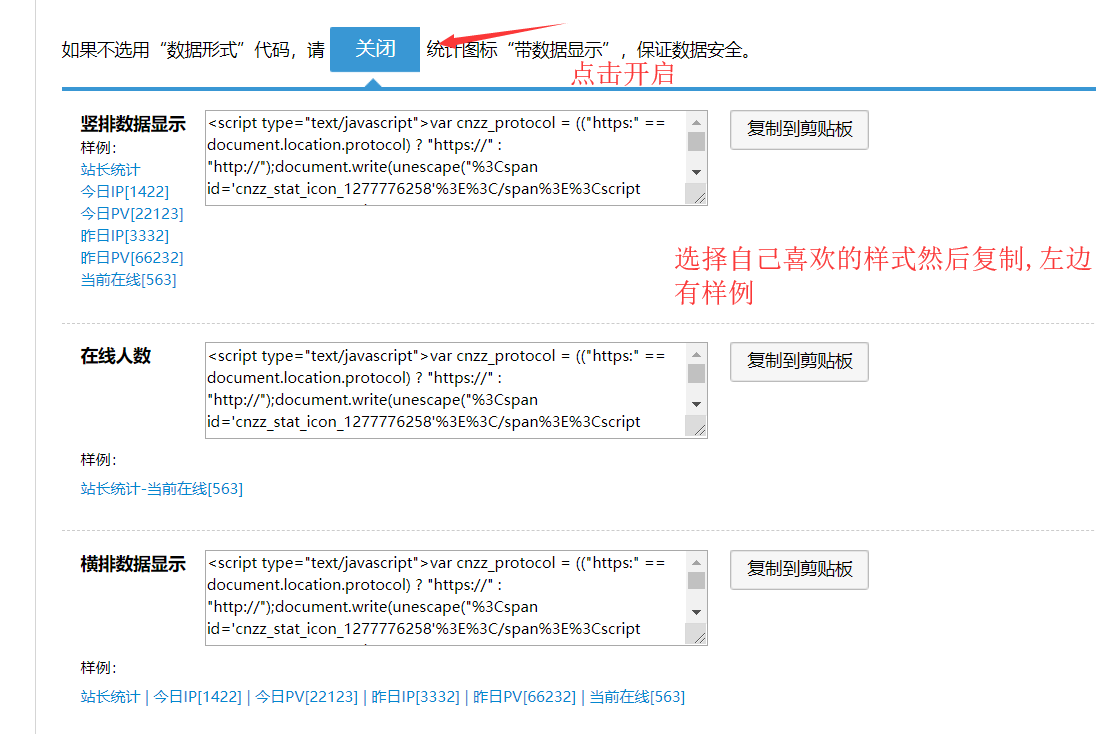 如果不选用“数据形式”代码，请 关闭 统计图标“带数据显示”，保证数据安全。
点击开启
竖排数据显示
样例：
站长统计
今日IP[1422]
今日PV[22123]
昨日IP[3332]
昨日PV[66232]
当前在线[563]
<script type="text/javascript">var cnzz_protocol = (("https:" ==
document.location.protocol) ? "https://" :
"http://");document.write(unescape("%3Cspan
id='cnzz_stat_icon_1277776258'%3E%3C/span%3E%3Cscript
复制到剪贴板
选择自己喜欢的样式然后复制,左边
有样例
在线人数
<script type="text/javascript">var cnzz_protocol = (("https:" ==
document.location.protocol) ? "https://" :
"http://");document.write(unescape("%3Cspan
id='cnzz_stat_icon_1277776258'%3E%3C/span%3E%3Cscript
复制到剪贴板
样例：
站长统计-当前在线[563]
横排数据显示
<script type="text/javascript">var cnzz_protocol = (("https:" ==
document.location.protocol) ? "https://" :
"http://");document.write(unescape("%3Cspan
id='cnzz_stat_icon_1277776258'%3E%3C/span%3E%3Cscript
复制到剪贴板
样例：
站长统计 | 今日IP[1422] | 今日PV[22123] | 昨日IP[3332] | 昨日PV[66232] | 当前在线[563]